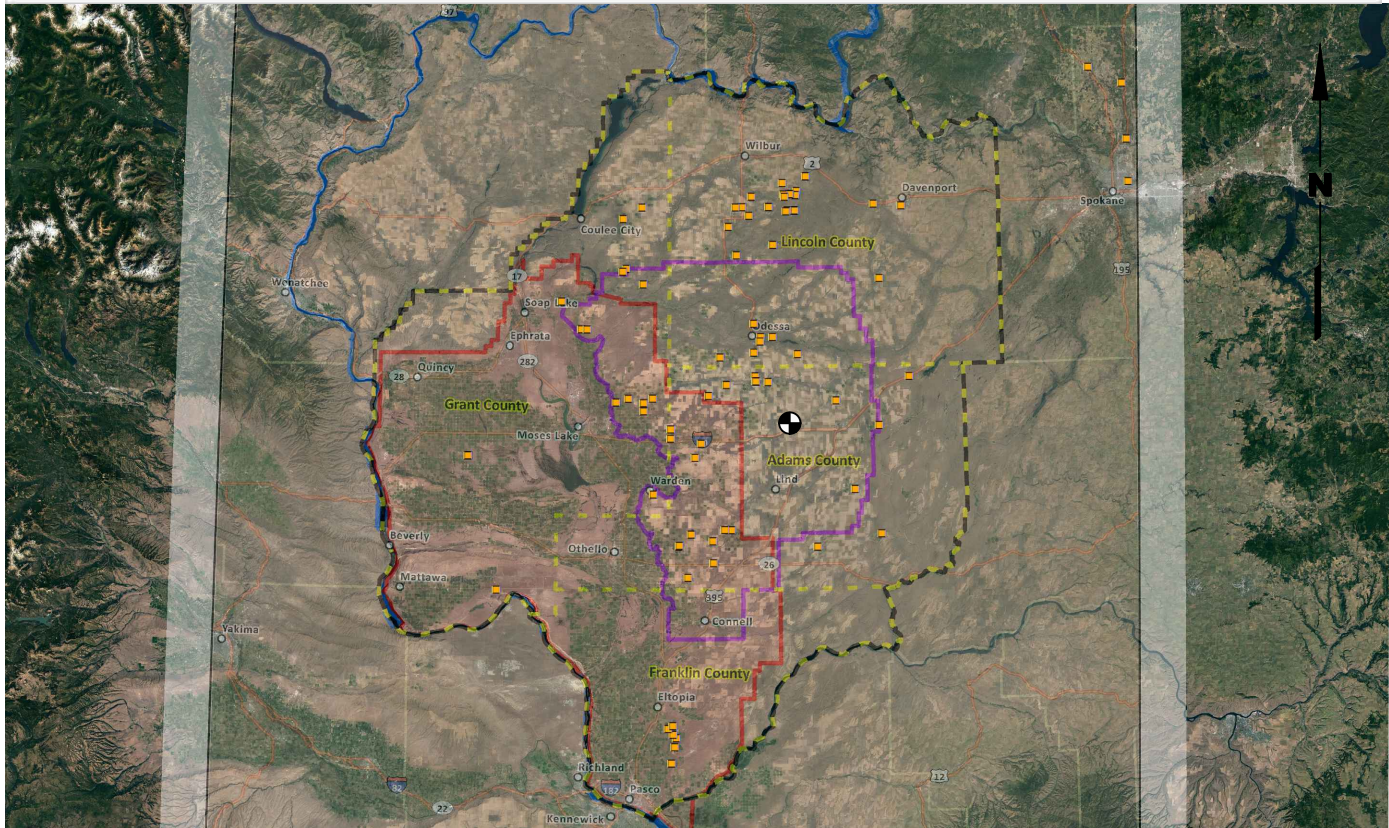 97
Wilbur
2
Davenport
Spokane
Coulee City
Lincoln County
N
17
195
Wenatchee
Soap Lake
Odessa
Ephrata
282
28
Quincy
Grant County
Moses Lake
Adams County
Warden
Lind
Beverly
Othello
26
Mattawa
395
Connell
Yakima
Franklin County
Eltopia
Richland
12
82
182
Pasco
22
Kennewick